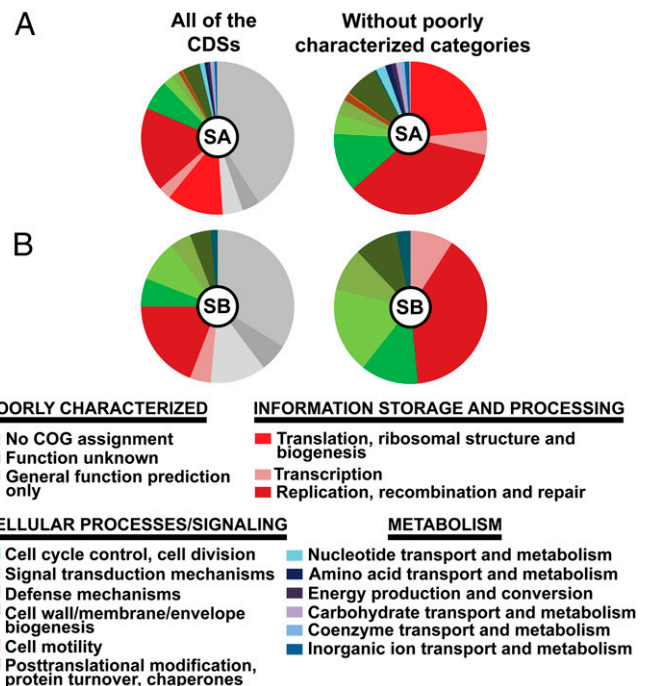 A
All of the
CDSs
Without poorly
characterized categories
SA
SA
B
SB
SB
OORLY CHARACTERIZED
No COG assignment
Function unknown
General function prediction
only
INFORMATION STORAGE AND PROCESSING
Translation, ribosomal structure and
biogenesis
Transcription
Replication, recombination and repair
ELLULAR PROCESSES/SIGNALING
Cell cycle control, cell division
Signal transduction mechanisms
Defense mechanisms
Cell wall/membrane/envelope
biogenesis
Cell motility
Posttranslational modification,
protein turnover, chaperones
METABOLISM
Nucleotide transport and metabolism
Amino acid transport and metabolism
Energy production and conversion
Carbohydrate transport and metabolism
Coenzyme transport and metabolism
Inorganic ion transport and metabolism